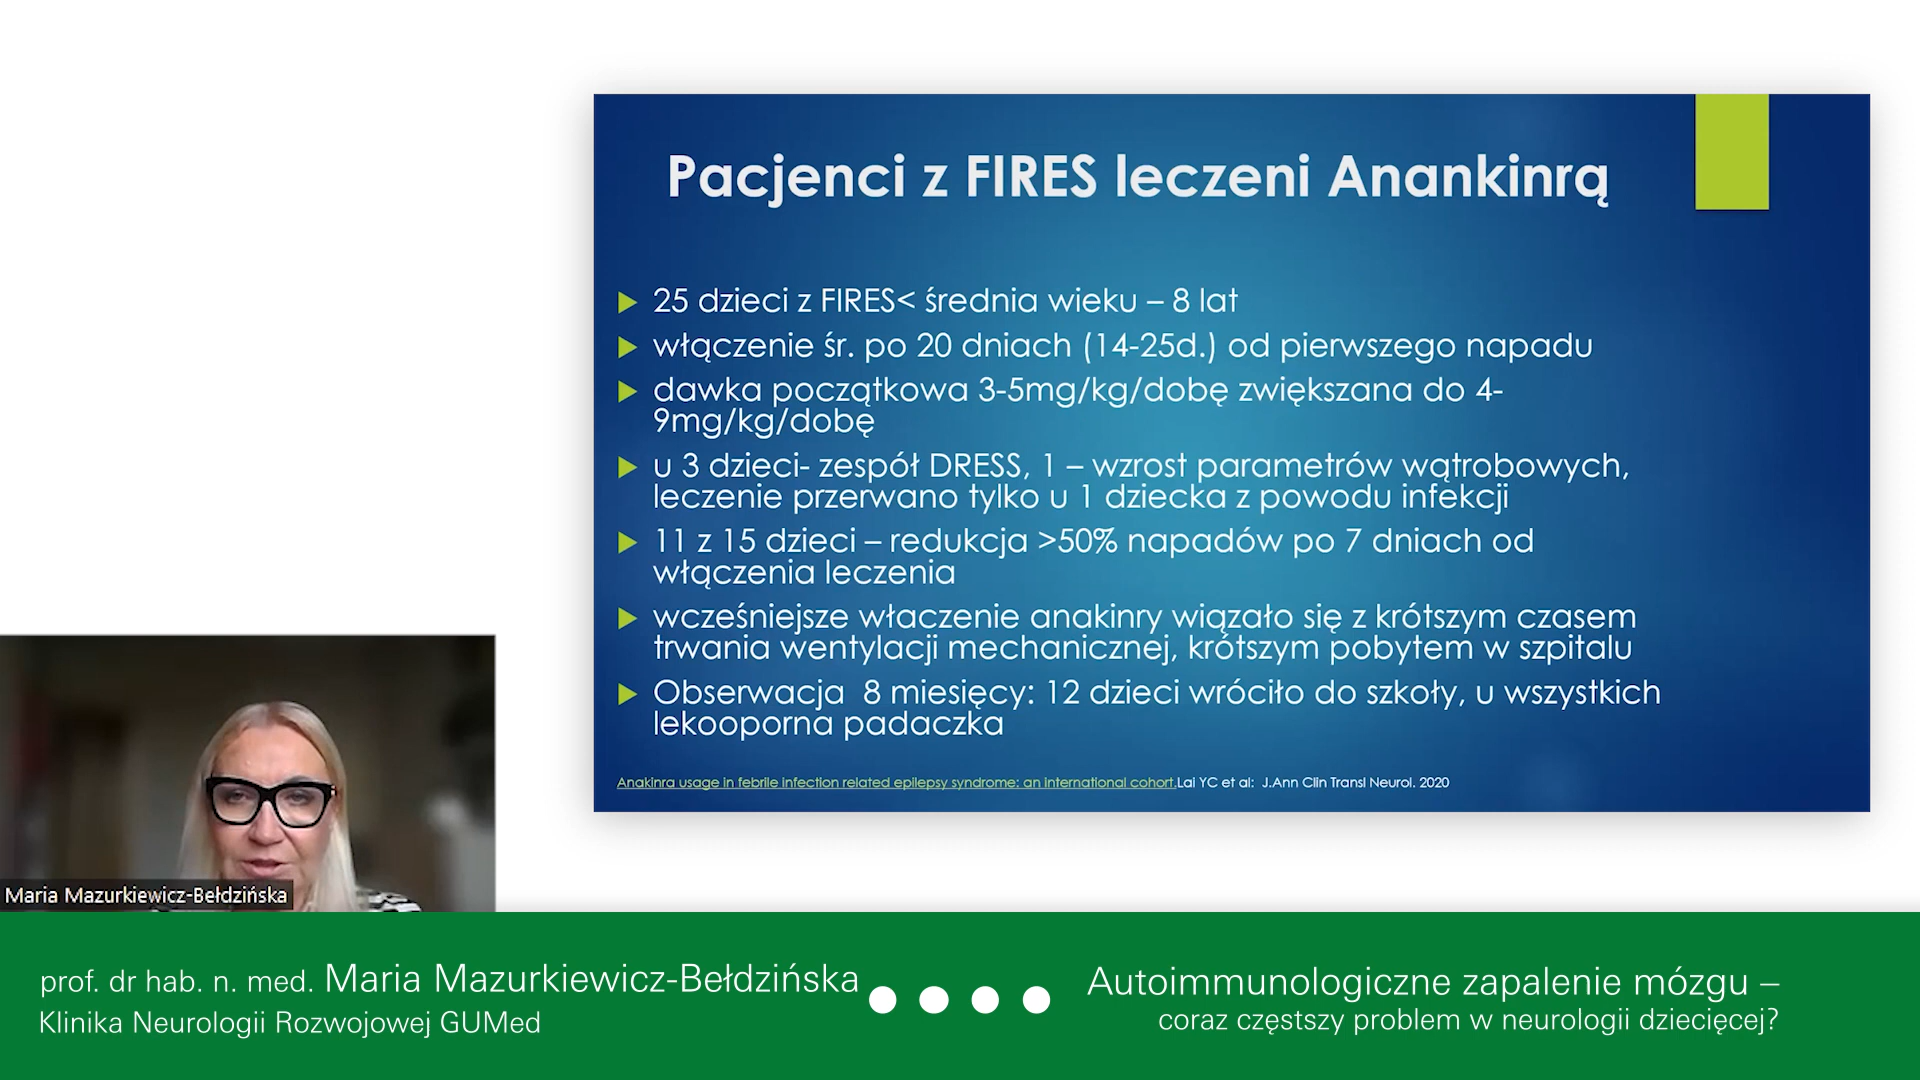 Pacjenci z FIRES leczeni Anankinrą
25 dzieci z FIRES< średnia wieku – 8 lat
włączenie śr. po 20 dniach (14-25d.) od pierwszego napadu
dawka początkowa 3-5mg/kg/dobę zwiększana do 4-
9mg/kg/dobę
u 3 dzieci- zespół DRESS, 1 – wzrost parametrów wątrobowych,
leczenie przerwano tylko u 1 dziecka z powodu infekcji
11 z 15 dzieci – redukcja >50% napadów po 7 dniach od
włączenia leczenia
wcześniejsze właczenie anakinry wiązało się z krótszym czasem
trwania wentylacji mechanicznej, krótszym pobytem w szpitalu
Obserwacja 8 miesięcy: 12 dzieci wróciło do szkoły, u wszystkich
lekooporna padaczka
Anakinra usage in febrile infection related epilepsy syndrome: an international cohort.Lai YC et al: J.Ann Clin Transl Neurol. 2020
Maria Mazurkiewicz-Bełdzińska
prof. dr hab. n. med. Maria Mazurkiewicz-Bełdzińska
Klinika Neurologii Rozwojowej GUMed
Autoimmunologiczne zapalenie mózgu –
coraz częstszy problem w neurologii dziecięcej?